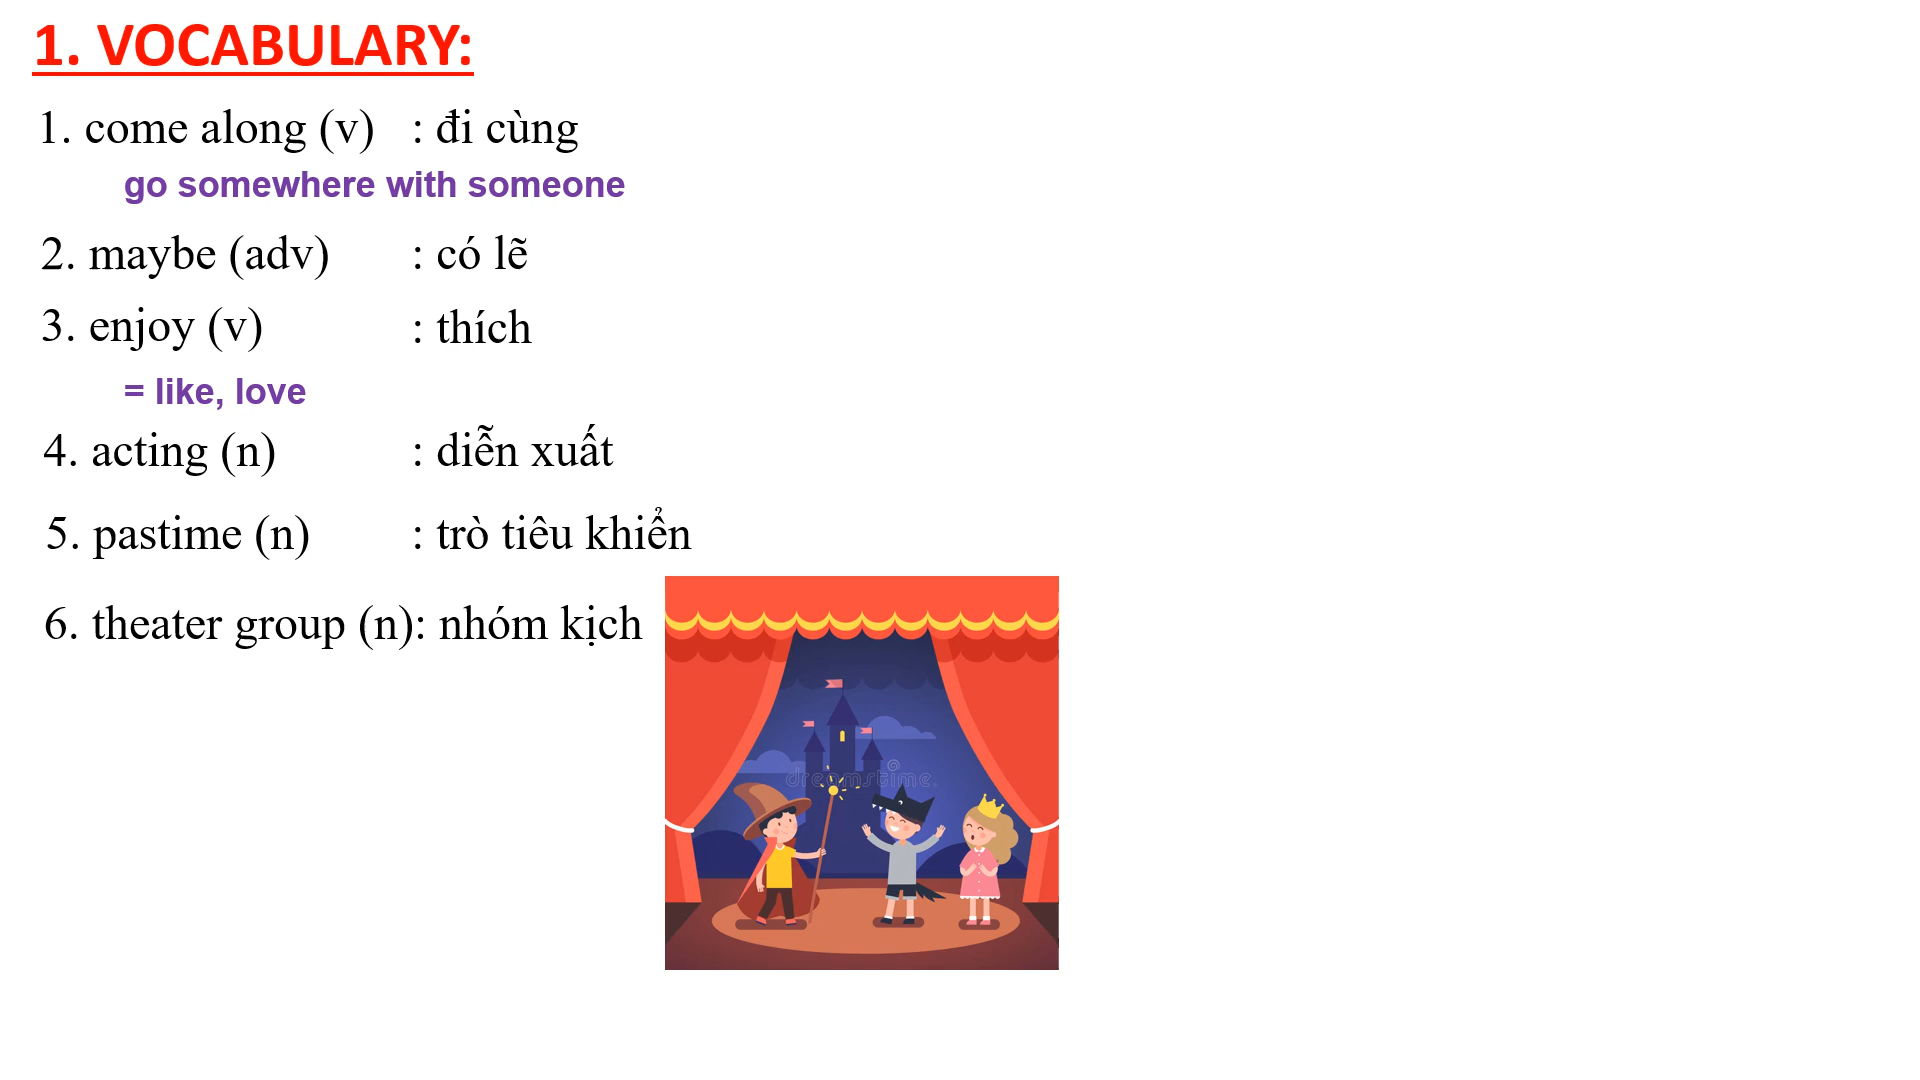 1. VOCABULARY:
1. come along (v) : đi cùng
go somewhere with someone
2. maybe (adv) : có lẽ
3. enjoy (v) : thích
= like, love
4. acting (n) : diễn xuất
5. pastime (n) : trò tiêu khiển
6. theater group (n): nhóm kịch
dreamstime.